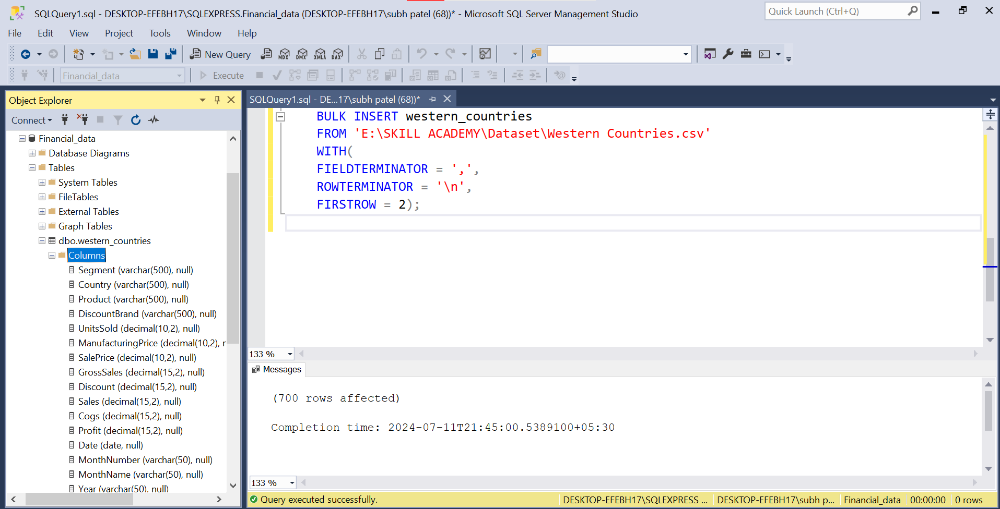 SQLQuery1.sql - DESKTOP-EFEBH17\SQLEXPRESS.Financial_data (DESKTOP-EFEBH17\subh patel (68))* - Microsoft SQL Server Management Studio
Quick Launch (Ctrl+Q)
File Edit View Project Tools Window Help
New Query MDX DMX XMLA DAX
Financial_data Execute
Object Explorer
Connect
Financial_data
Database Diagrams
Tables
System Tables
FileTables
External Tables
Graph Tables
dbo.western_countries
Columns
Segment (varchar(500), null)
Country (varchar(500), null)
Product (varchar(500), null)
DiscountBrand (varchar(500), null)
UnitsSold (decimal(10,2), null)
ManufacturingPrice (decimal(10,2), r
SalePrice (decimal(10,2), null)
GrossSales (decimal(15,2), null)
Discount (decimal(15,2), null)
Sales (decimal(15,2), null)
Cogs (decimal(15,2), null)
Profit (decimal(15,2), null)
Date (date, null)
MonthNumber (varchar(50), null)
MonthName (varchar(50), null)
Year (varchar(50), null)
SQLQuery1.sql - DE...17\subh patel (68))*
BULK INSERT western_countries
FROM 'E:\SKILL ACADEMY\Dataset\Western Countries.csv'
WITH(
FIELDTERMINATOR = ',',
ROWTERMINATOR = '\n',
FIRSTROW = 2);
133 %
Messages
(700 rows affected)
Completion time: 2024-07-11T21:45:00.5389100+05:30
133 %
Query executed successfully. DESKTOP-EFEBH17\SQLEXPRESS ... DESKTOP-EFEBH17\subh p... Financial_data 00:00:00 0 rows